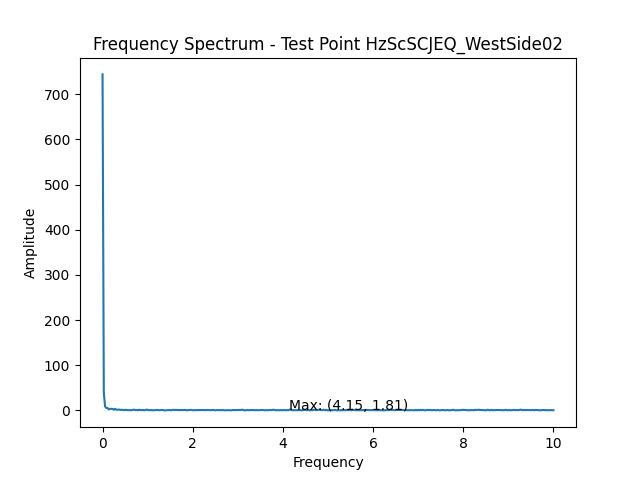 Frequency Spectrum - Test Point HzScSCJEQ_WestSide02
Amplitude
700
600
500
400
300
200
100
0
Max: (4.15, 1.81)
0 2 4 6 8 10
Frequency